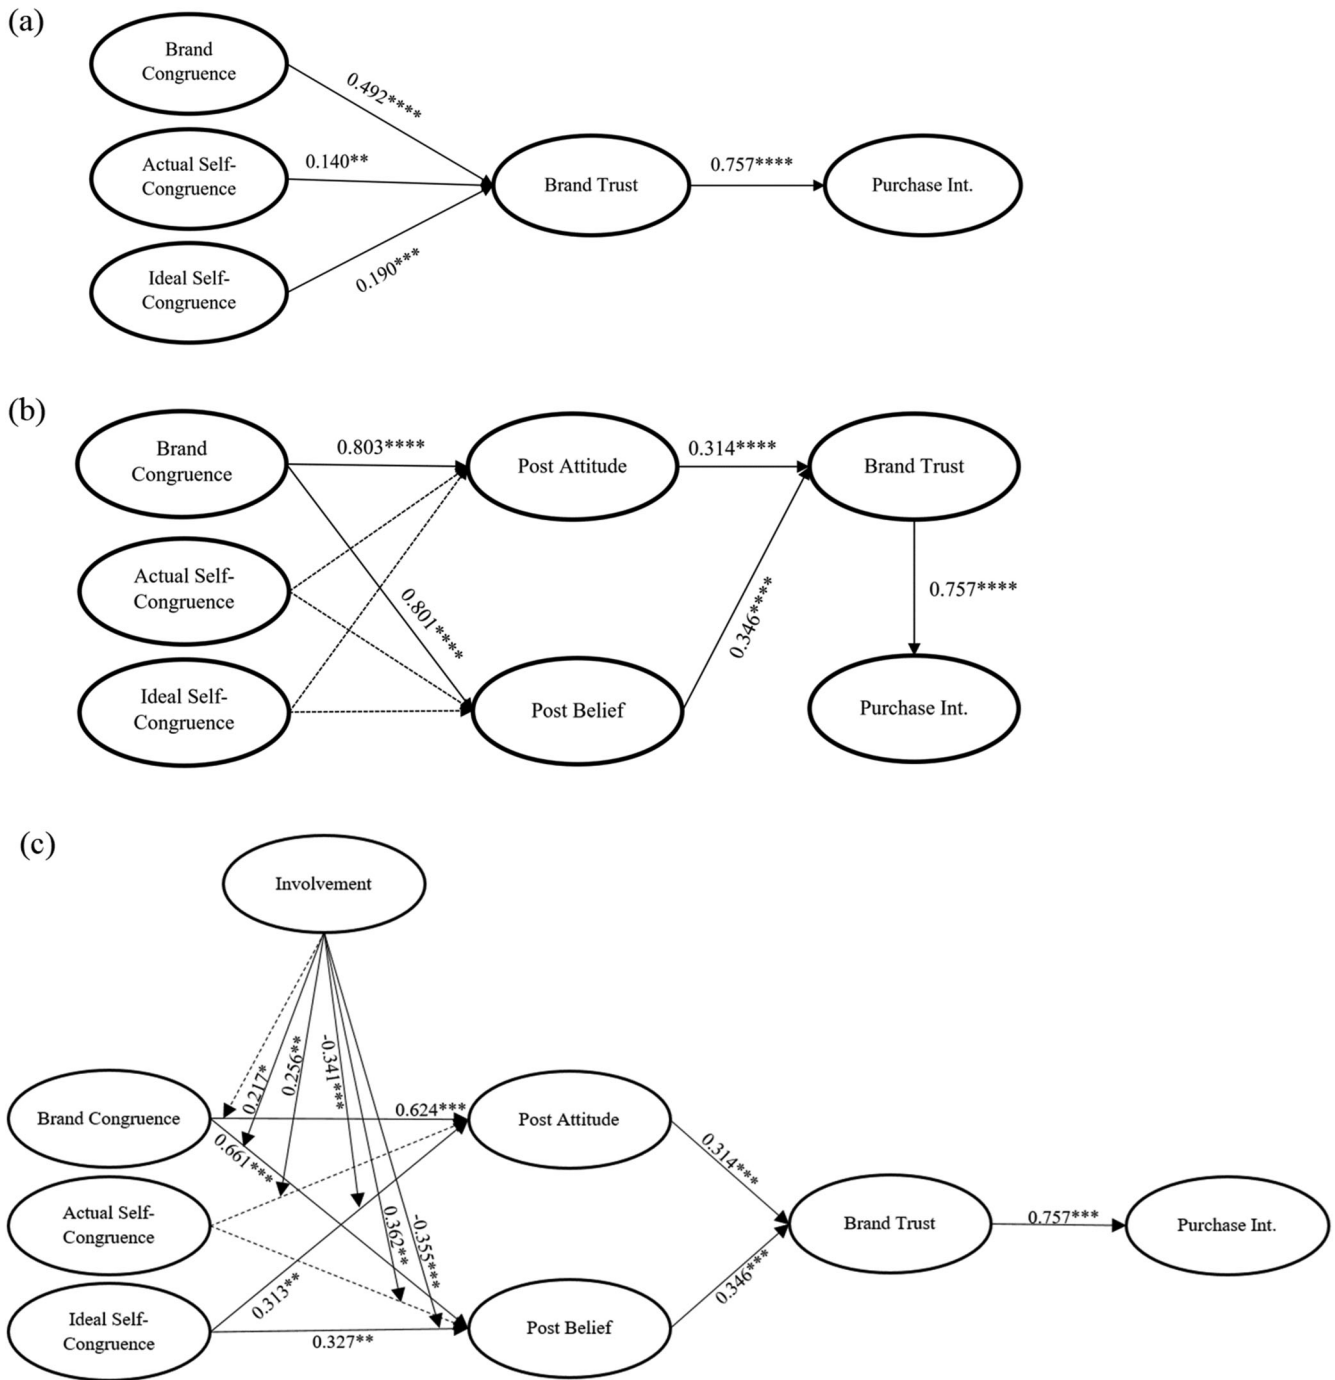 (a)
Brand
Congruence
0.492****
Actual Self-
Congruence
0.140**
Brand Trust
0.757****
Purchase Int.
Ideal Self-
Congruence
0.190***
(b)
Brand
Congruence
0.803****
Post Attitude
0.314****
Brand Trust
Actual Self-
Congruence
0.801****
0.346****
0.757****
Ideal Self-
Congruence
Post Belief
Purchase Int.
(c)
Involvement
0.217*
0.256**
-0.341***
Brand Congruence
0.624***
Post Attitude
0.661***
0.314***
Actual Self-
Congruence
0.362**
-0.355***
Brand Trust
0.757***
Purchase Int.
0.313**
0.346***
Ideal Self-
Congruence
0.327**
Post Belief